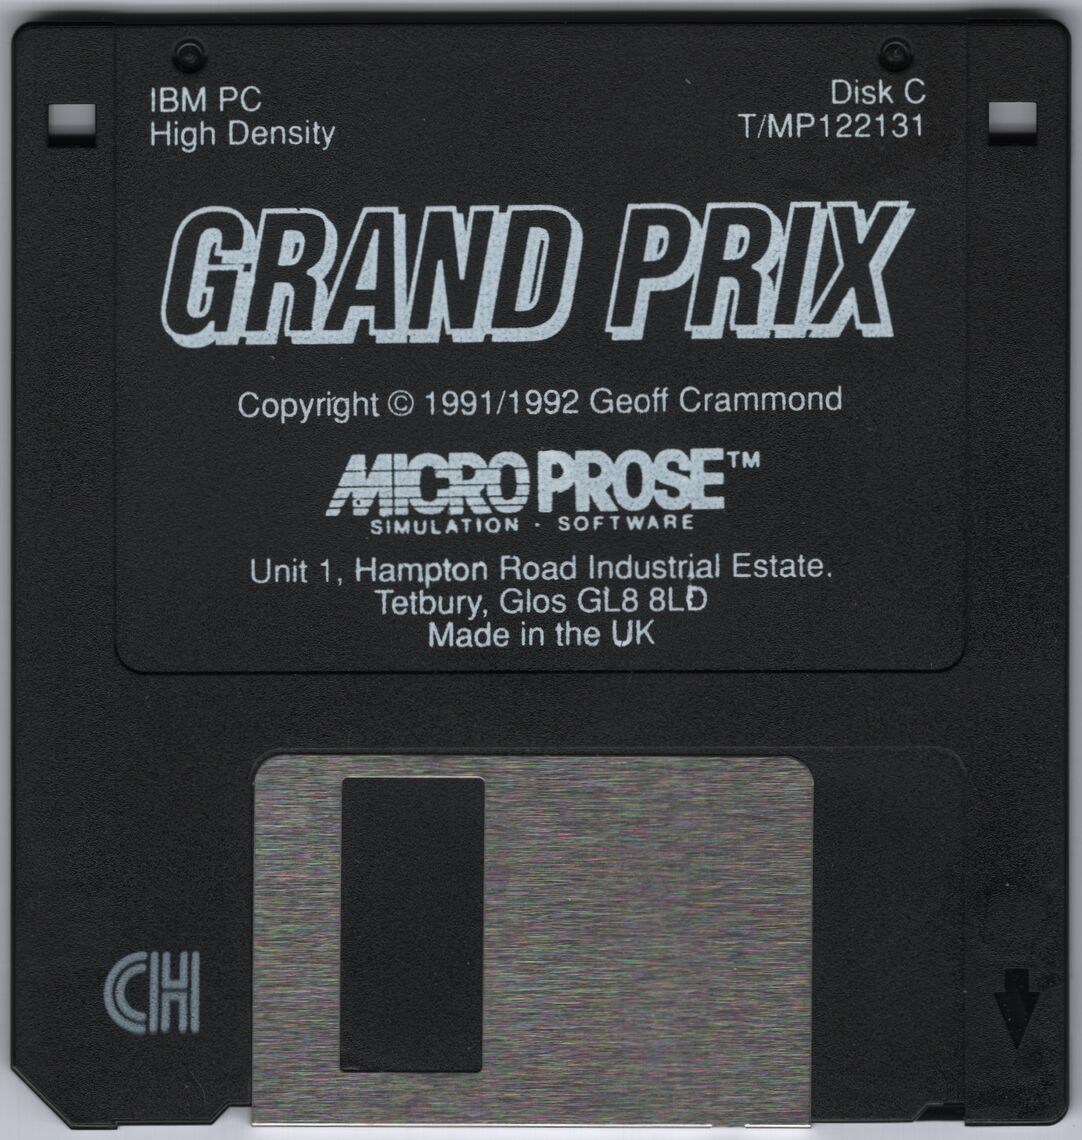 IBM PC
High Density
Disk C
T/MP122131
GRAND PRIX
Copyright © 1991/1992 Geoff Crammond
MICROPROSE™
SIMULATION · SOFTWARE
Unit 1, Hampton Road Industrial Estate.
Tetbury, Glos GL8 8LD
Made in the UK
CH